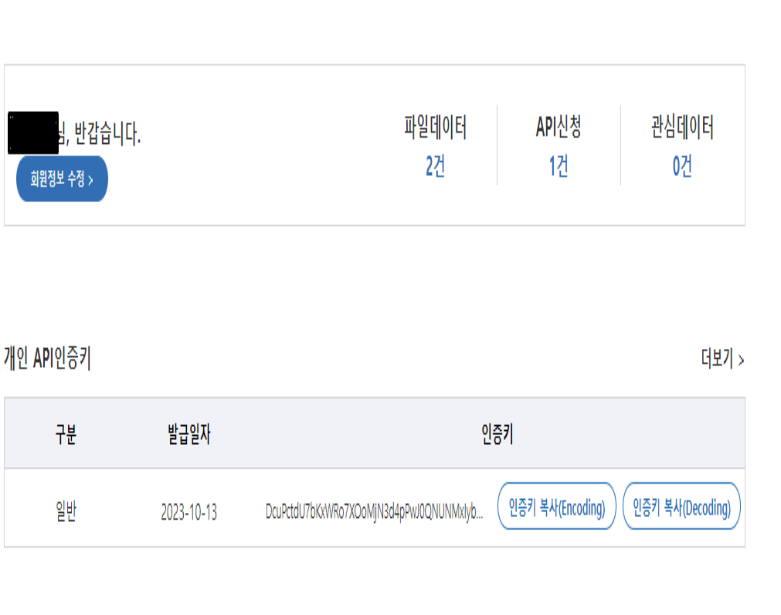 님, 반갑습니다.
회원정보 수정 >
파일데이터
2건
API신청
1건
관심데이터
0건
개인 API인증키
더보기 >
구분 발급일자 인증키
일반 2023-10-13 DcuPctdU7bKxWRo7XOoMjN3d4pPwJ0QNUNMxIyb... 인증키 복사(Encoding) 인증키 복사(Decoding)